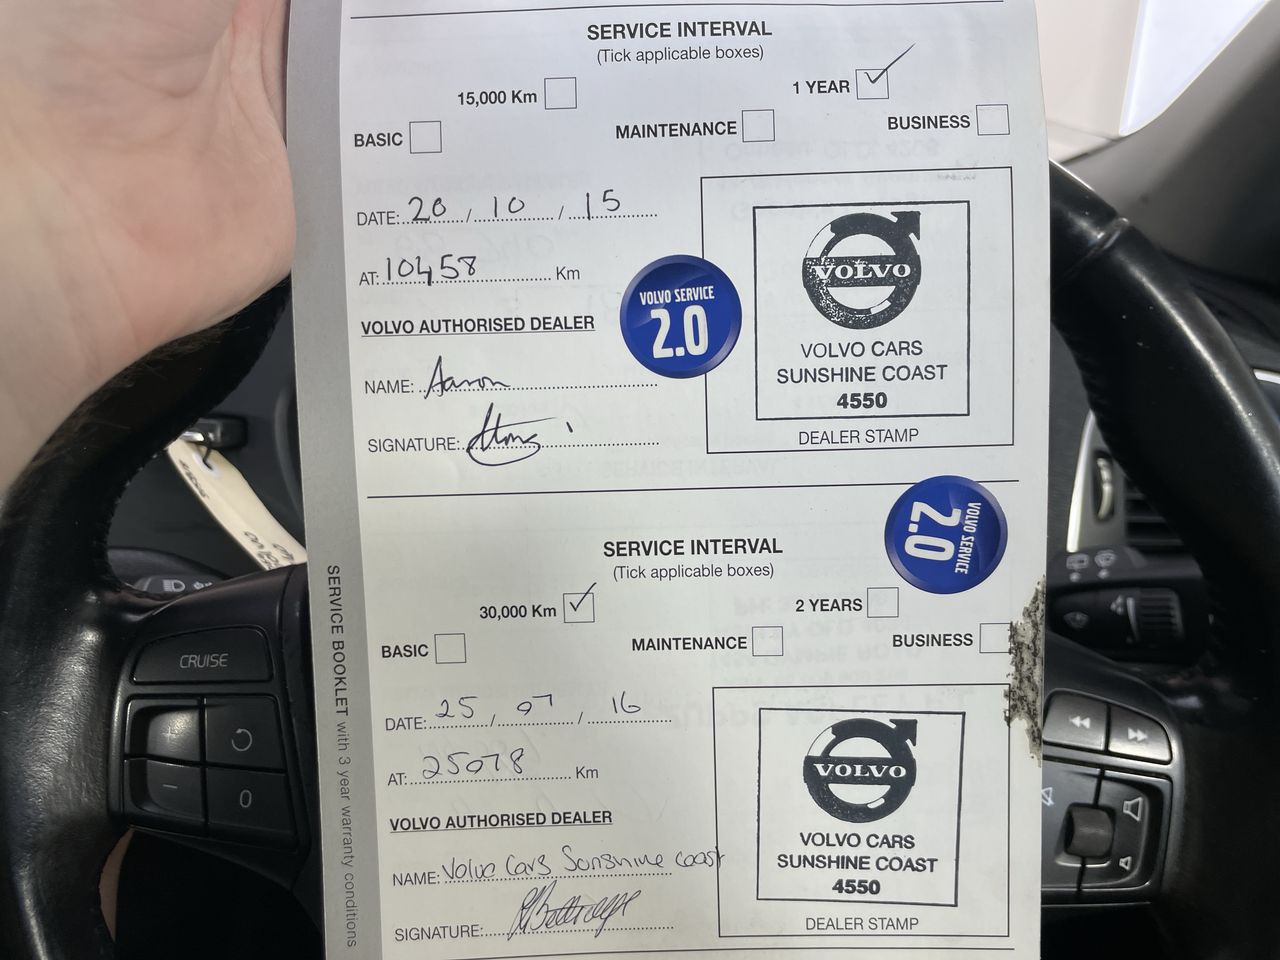 SERVICE INTERVAL
(Tick applicable boxes)
15,000 Km
1 YEAR
BASIC
MAINTENANCE
BUSINESS
DATE: 20 / 10 / 15
AT: 10458 Km
VOLVO AUTHORISED DEALER
NAME: Aaron
SIGNATURE:
VOLVO SERVICE
2.0
VOLVO
VOLVO CARS
SUNSHINE COAST
4550
DEALER STAMP
VOLVO SERVICE
2.0
SERVICE INTERVAL
(Tick applicable boxes)
30,000 Km
2 YEARS
BASIC
MAINTENANCE
BUSINESS
DATE: 25 / 07 / 16
AT: 25078 Km
VOLVO AUTHORISED DEALER
NAME: Volvo Cars Sunshine coast
SIGNATURE:
VOLVO
VOLVO CARS
SUNSHINE COAST
4550
DEALER STAMP
SERVICE BOOKLET with 3 year warranty conditions
CRUISE
0